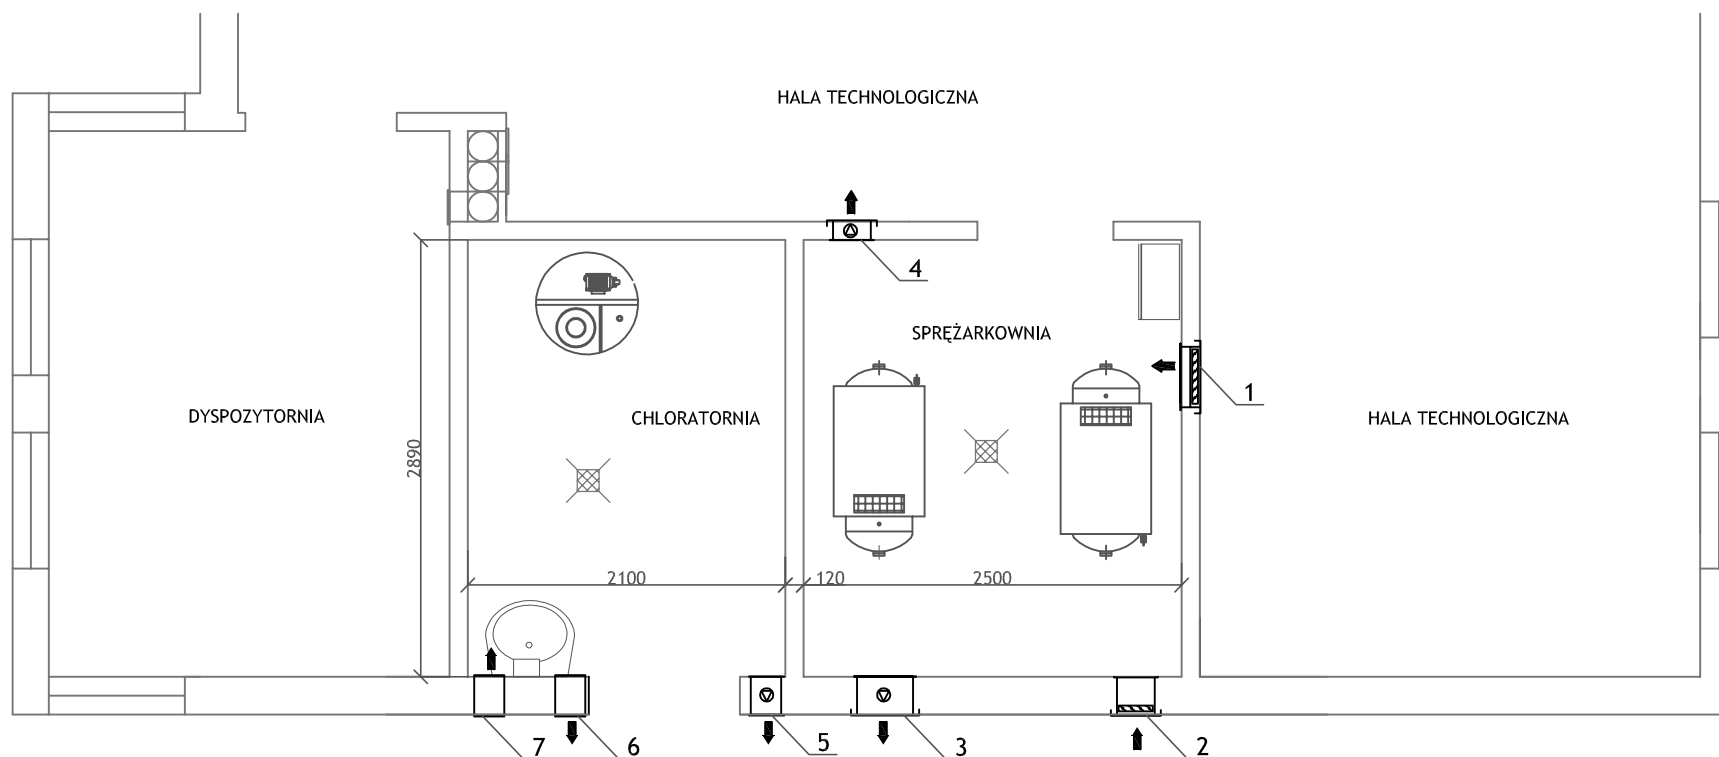 HALA TECHNOLOGICZNA
4
SPRĘŻARKOWNIA
1
DYSPOZYTORNIA
CHLORATORNIA
HALA TECHNOLOGICZNA
2890
2100
120
2500
7
6
5
3
2